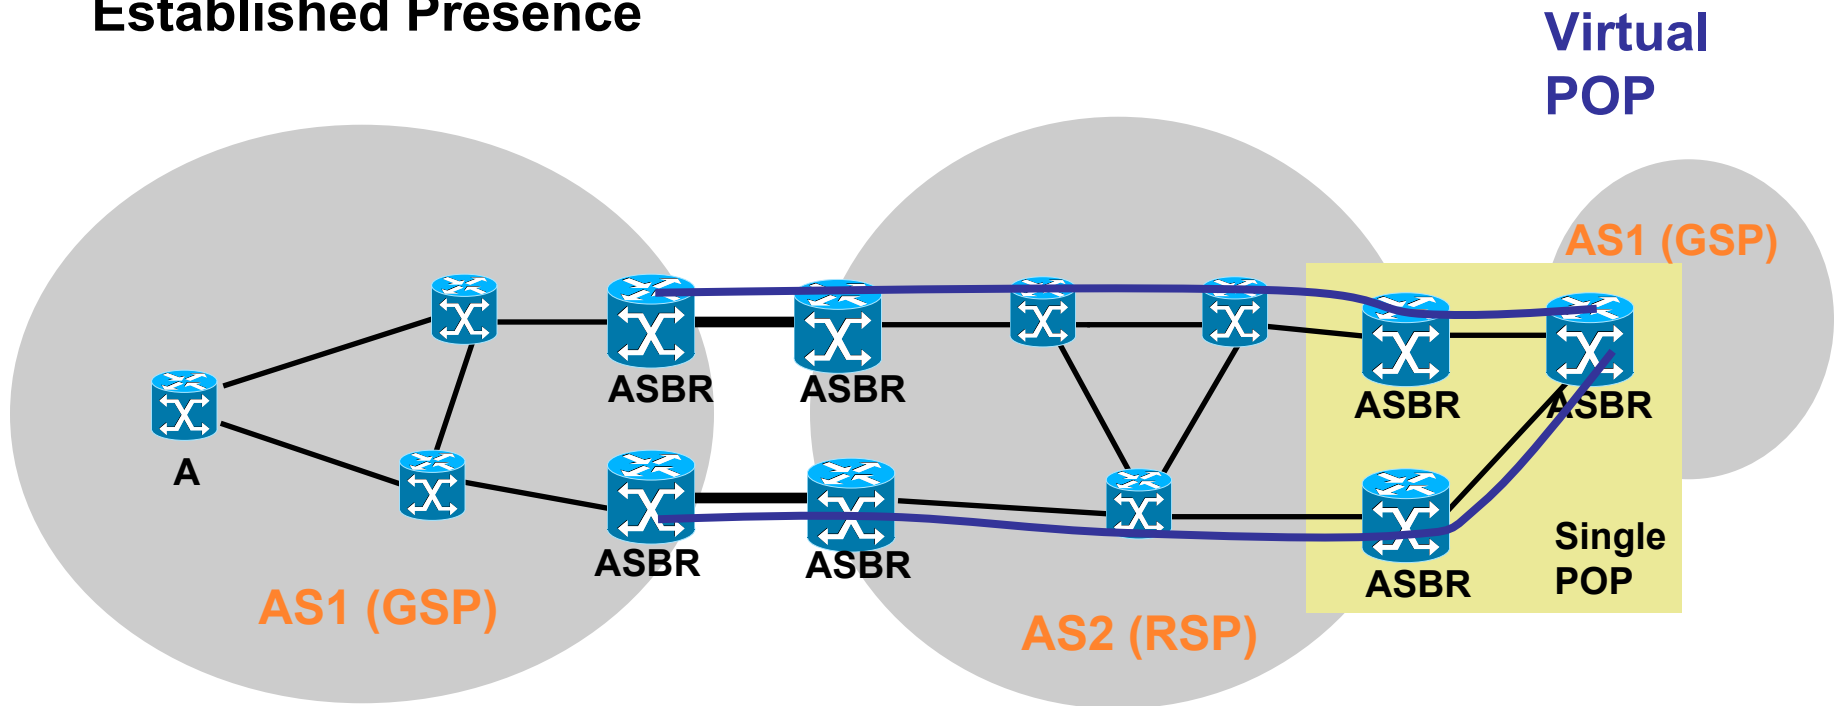 Established Presence
Virtual
POP
AS1 (GSP)
ASBR
ASBR
ASBR
ASBR
A
ASBR
ASBR
ASBR
Single
POP
AS1 (GSP)
AS2 (RSP)